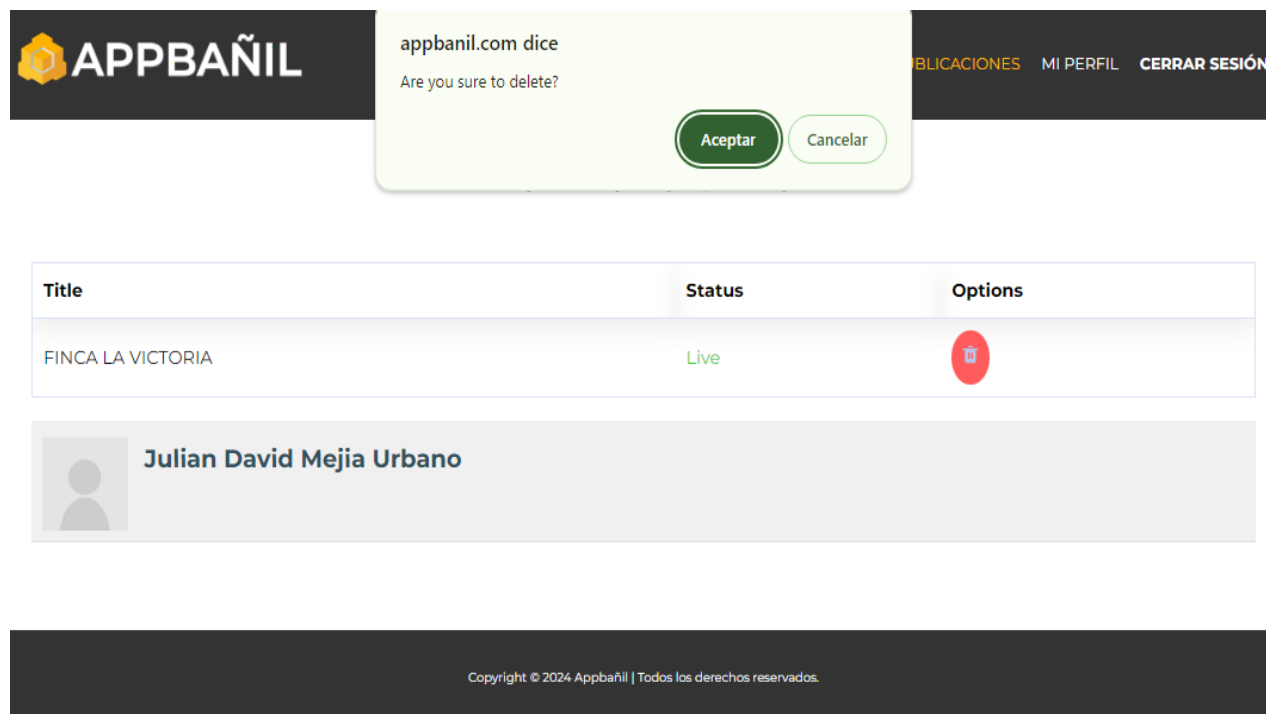 APPBAÑIL
appbanil.com dice
Are you sure to delete?
Aceptar Cancelar
MI PERFIL CERRAR SESIÓN
Title Status Options
FINCA LA VICTORIA Live
Julian David Mejia Urbano
Copyright © 2024 Appbañil | Todos los derechos reservados.